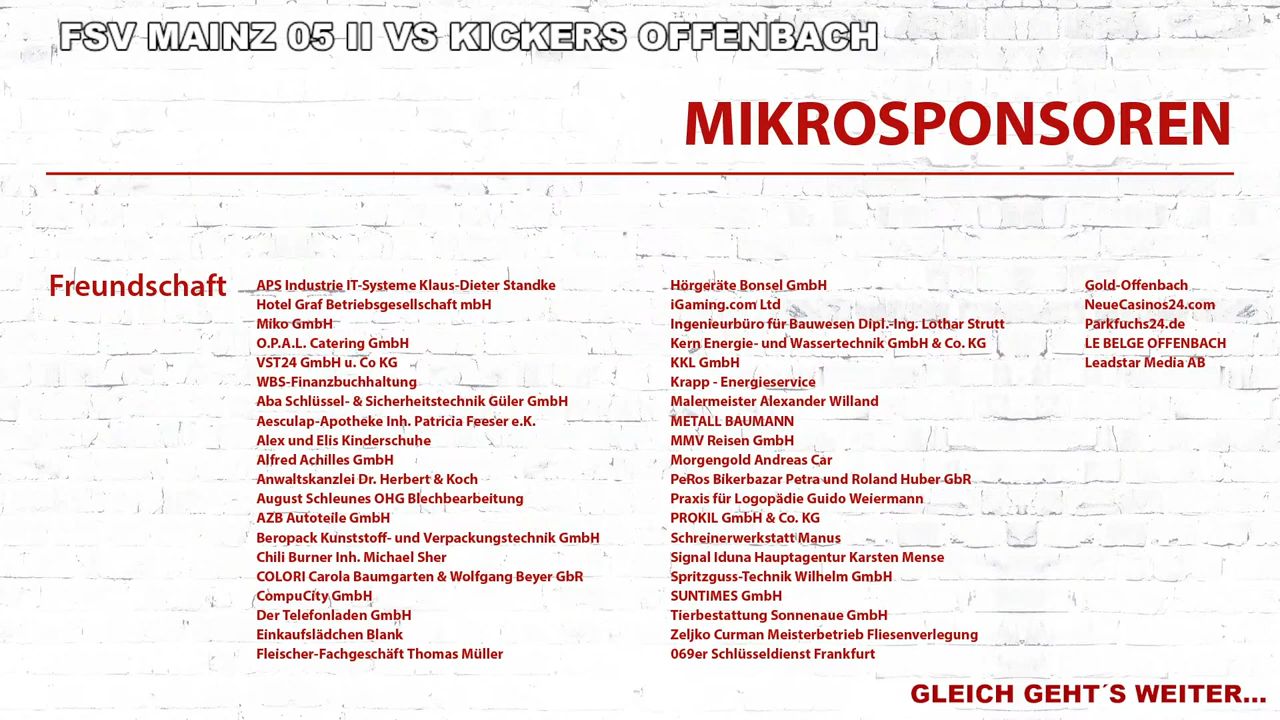 FSV MAINZ 05 II VS KICKERS OFFENBACH
MIKROSPONSOREN
Freundschaft
APS Industrie IT-Systeme Klaus-Dieter Standke
Hotel Graf Betriebsgesellschaft mbH
Miko GmbH
O.P.A.L. Catering GmbH
VST24 GmbH u. Co KG
WBS-Finanzbuchhaltung
Aba Schlüssel- & Sicherheitstechnik Güler GmbH
Aesculap-Apotheke Inh. Patricia Feeser e.K.
Alex und Elis Kinderschuhe
Alfred Achilles GmbH
Anwaltskanzlei Dr. Herbert & Koch
August Schleunes OHG Blechbearbeitung
AZB Autoteile GmbH
Beropack Kunststoff- und Verpackungstechnik GmbH
Chili Burner Inh. Michael Sher
COLORI Carola Baumgarten & Wolfgang Beyer GbR
CompuCity GmbH
Der Telefonladen GmbH
Einkaufslädchen Blank
Fleischer-Fachgeschäft Thomas Müller
Hörgeräte Bonsel GmbH
iGaming.com Ltd
Ingenieurbüro für Bauwesen Dipl.-Ing. Lothar Strutt
Kern Energie- und Wassertechnik GmbH & Co. KG
KKL GmbH
Krapp - Energieservice
Malermeister Alexander Willand
METALL BAUMANN
MMV Reisen GmbH
Morgengold Andreas Car
PeRos Bikerbazar Petra und Roland Huber GbR
Praxis für Logopädie Guido Weiermann
PROKIL GmbH & Co. KG
Schreinerwerkstatt Manus
Signal Iduna Hauptagentur Karsten Mense
Spritzguss-Technik Wilhelm GmbH
SUNTIMES GmbH
Tierbestattung Sonnenaue GmbH
Zeljko Curman Meisterbetrieb Fliesenverlegung
069er Schlüsseldienst Frankfurt
Gold-Offenbach
NeueCasinos24.com
Parkfuchs24.de
LE BELGE OFFENBACH
Leadstar Media AB
GLEICH GEHT´S WEITER...